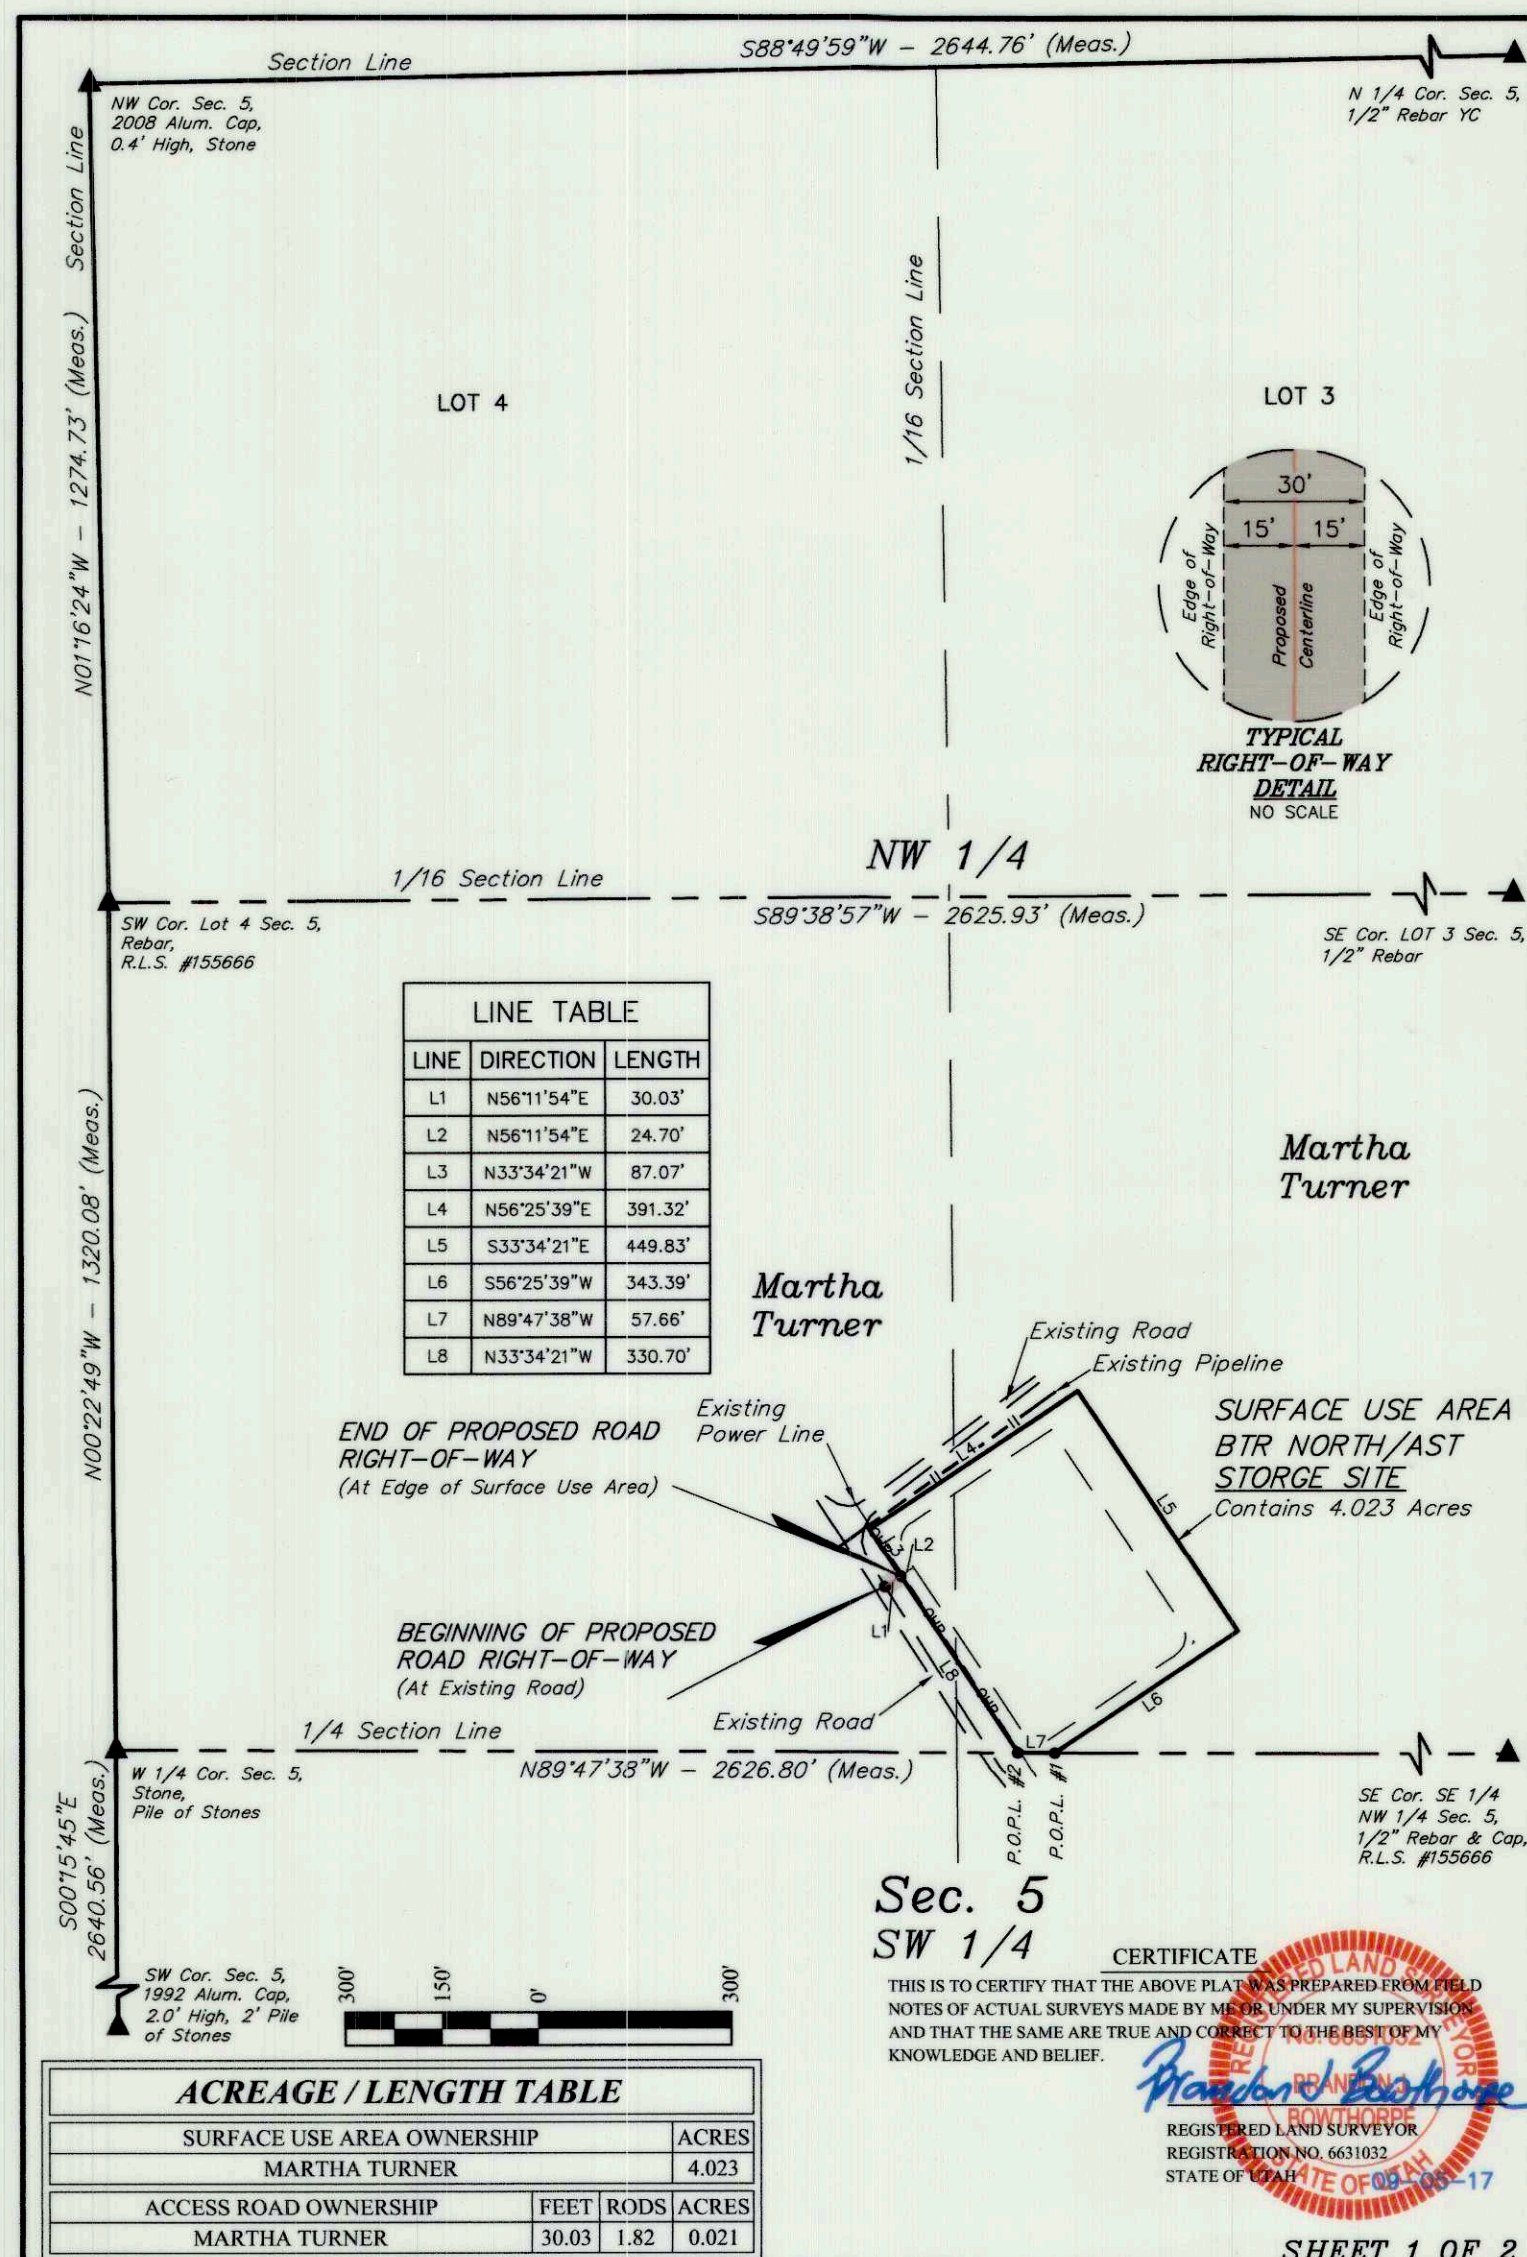 Section Line
S88°49'59"W - 2644.76' (Meas.)
NW Cor. Sec. 5,
2008 Alum. Cap,
0.4' High, Stone
N 1/4 Cor. Sec. 5,
1/2" Rebar YC
Section Line
N01°16'24"W - 1274.73' (Meas.)
1/16 Section Line
LOT 4
LOT 3
30'
15' 15'
Edge of
Right-of-Way
Proposed
Centerline
Edge of
Right-of-Way
TYPICAL
RIGHT-OF-WAY
DETAIL
NO SCALE
NW 1/4
1/16 Section Line
S89°38'57"W - 2625.93' (Meas.)
SW Cor. Lot 4 Sec. 5,
Rebar,
R.L.S. #155666
SE Cor. LOT 3 Sec. 5,
1/2" Rebar
LINE TABLE
LINE DIRECTION LENGTH
L1 N56°11'54"E 30.03'
L2 N56°11'54"E 24.70'
L3 N33°34'21"W 87.07'
L4 N56°25'39"E 391.32'
L5 S33°34'21"E 449.83'
L6 S56°25'39"W 343.39'
L7 N89°47'38"W 57.66'
L8 N33°34'21"W 330.70'
N00°22'49"W - 1320.08' (Meas.)
Martha
Turner
Martha
Turner
Existing Road
Existing Pipeline
Existing
Power Line
END OF PROPOSED ROAD
RIGHT-OF-WAY
(At Edge of Surface Use Area)
SURFACE USE AREA
BTR NORTH/AST
STORGE SITE
Contains 4.023 Acres
L4
L5
L3
L2
L1
OHP
L8
OHP
L6
L7
BEGINNING OF PROPOSED
ROAD RIGHT-OF-WAY
(At Existing Road)
Existing Road
1/4 Section Line
N89°47'38"W - 2626.80' (Meas.)
W 1/4 Cor. Sec. 5,
Stone,
Pile of Stones
P.O.P.L. #2
P.O.P.L. #1
SE Cor. SE 1/4
NW 1/4 Sec. 5,
1/2" Rebar & Cap,
R.L.S. #155666
S00°15'45"E
2640.56' (Meas.)
Sec. 5
SW 1/4
SW Cor. Sec. 5,
1992 Alum. Cap,
2.0' High, 2' Pile
of Stones
300' 150' 0' 300'
CERTIFICATE
THIS IS TO CERTIFY THAT THE ABOVE PLAT WAS PREPARED FROM FIELD
NOTES OF ACTUAL SURVEYS MADE BY ME OR UNDER MY SUPERVISION
AND THAT THE SAME ARE TRUE AND CORRECT TO THE BEST OF MY
KNOWLEDGE AND BELIEF.
REGISTERED LAND SURVEYOR
No. 6631032
BRANDON J.
BOWTHORPE
STATE OF UTAH
Brandon J Bowthorpe
REGISTERED LAND SURVEYOR
REGISTRATION NO. 6631032
STATE OF UTAH
ACREAGE / LENGTH TABLE
SURFACE USE AREA OWNERSHIP ACRES
MARTHA TURNER 4.023
ACCESS ROAD OWNERSHIP FEET RODS ACRES
MARTHA TURNER 30.03 1.82 0.021
SHEET 1 OF 2